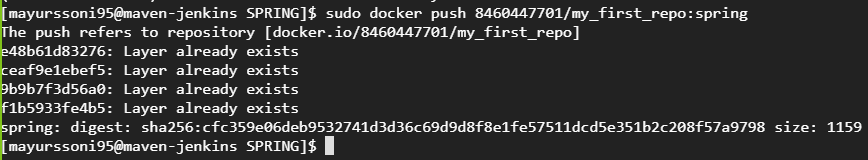 [mayurssoni95@maven-jenkins SPRING]$ sudo docker push 8460447701/my_first_repo:spring
The push refers to repository [docker.io/8460447701/my_first_repo]
e48b61d83276: Layer already exists
ceaf9e1ebef5: Layer already exists
9b9b7f3d56a0: Layer already exists
f1b5933fe4b5: Layer already exists
spring: digest: sha256:cfc359e06deb9532741d3d36c69d9d8f8e1fe57511dcd5e351b2c208f57a9798 size: 1159
[mayurssoni95@maven-jenkins SPRING]$